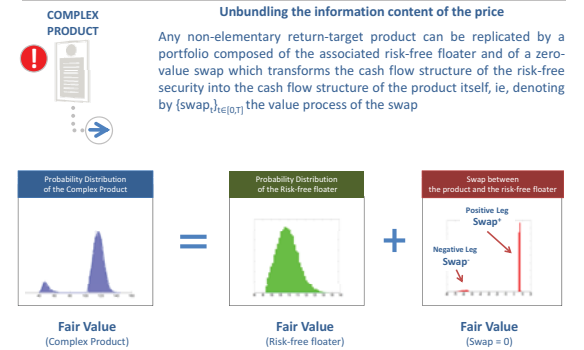 COMPLEX
PRODUCT
Unbundling the information content of the price
Any non-elementary return-target product can be replicated by a
portfolio composed of the associated risk-free floater and of a zero-
value swap which transforms the cash flow structure of the risk-free
security into the cash flow structure of the product itself, ie, denoting
by {swapₜ}ₜ∈[0,T] the value process of the swap
Probability Distribution
of the Complex Product
=
Probability Distribution
of the Risk-free floater
+
Swap between
the product and the risk-free floater
Positive Leg
Swap⁺
Negative Leg
Swap⁻
Fair Value
(Complex Product)
Fair Value
(Risk-free floater)
Fair Value
(Swap = 0)